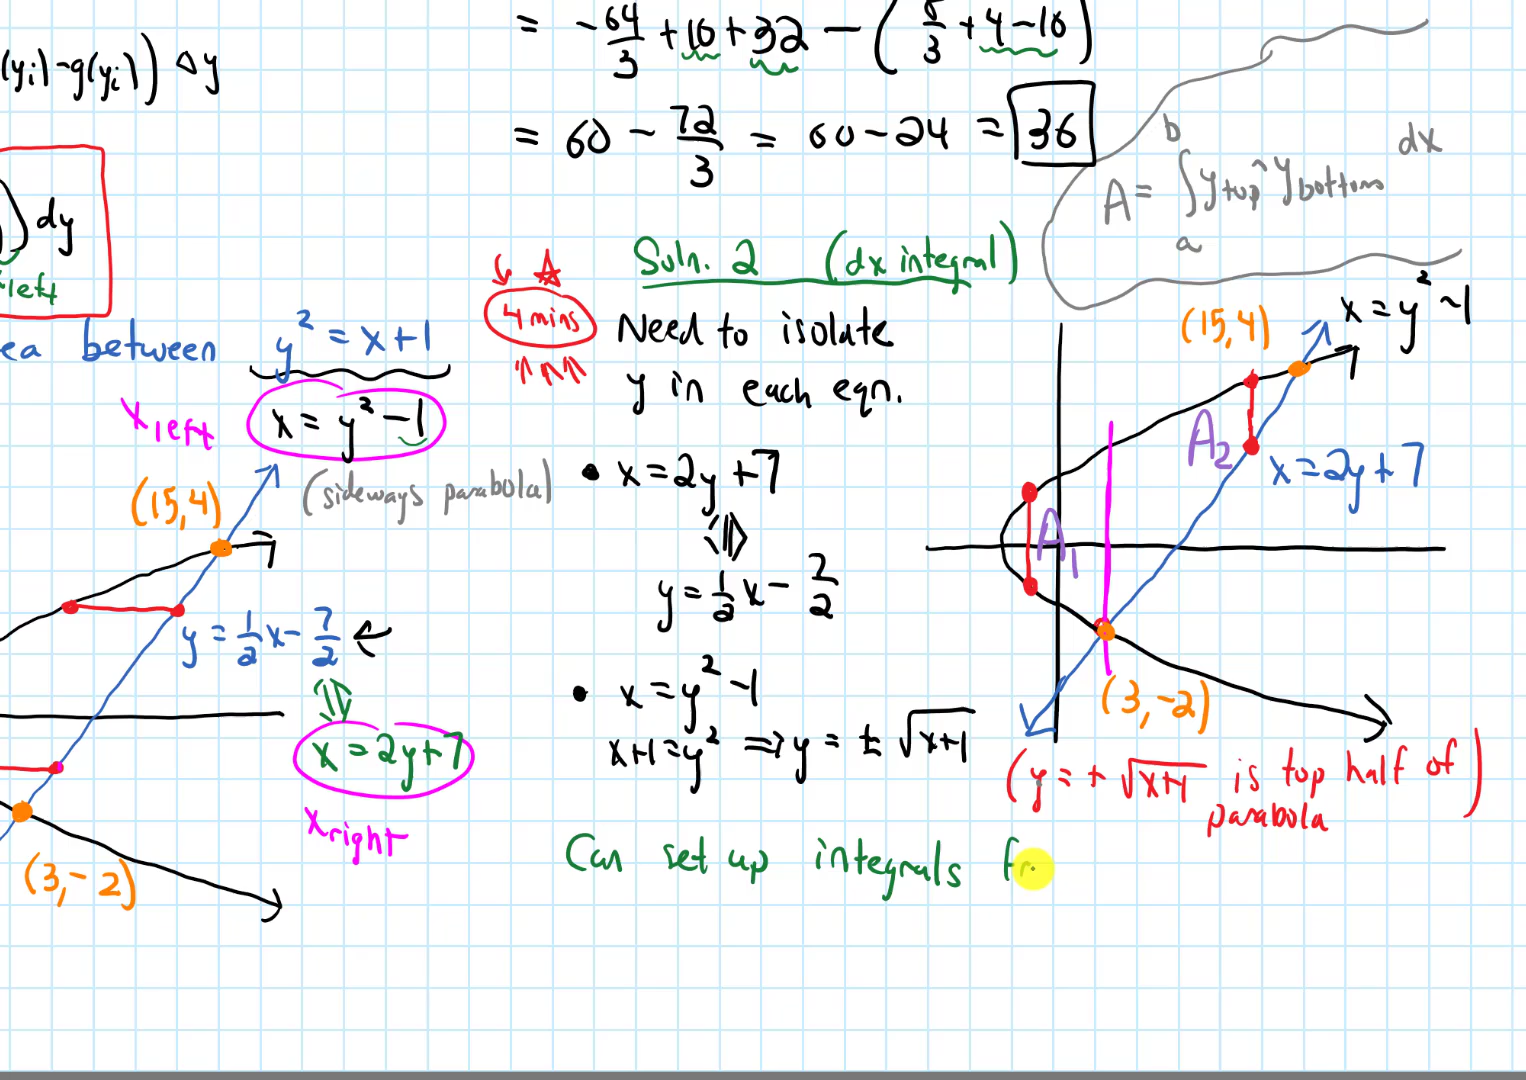 = -64/3 + 16 + 32 - (8/3 + 4 - 16)
(yi) - g(yi)) Δy
= 60 - 72/3 = 60 - 24 = 36
A = ∫_a^b y_top - y_bottom dx
) dy
left
Soln. 2 (dx integral)
ea between y² = x+1
4 mins
Need to isolate
y in each eqn.
x_left
x = y² - 1
(sideways parabola)
(15,4)
y = 1/2 x - 7/2 ←
x = 2y+7
x_right
(3,-2)
• x = 2y + 7
⇕
y = 1/2 x - 7/2
• x = y² - 1
x+1 = y² ⇒ y = ± √x+1
(15,4)
x = y² - 1
A2
x = 2y + 7
A1
(3,-2)
(y = + √x+1 is top half of
parabola)
Can set up integrals fr